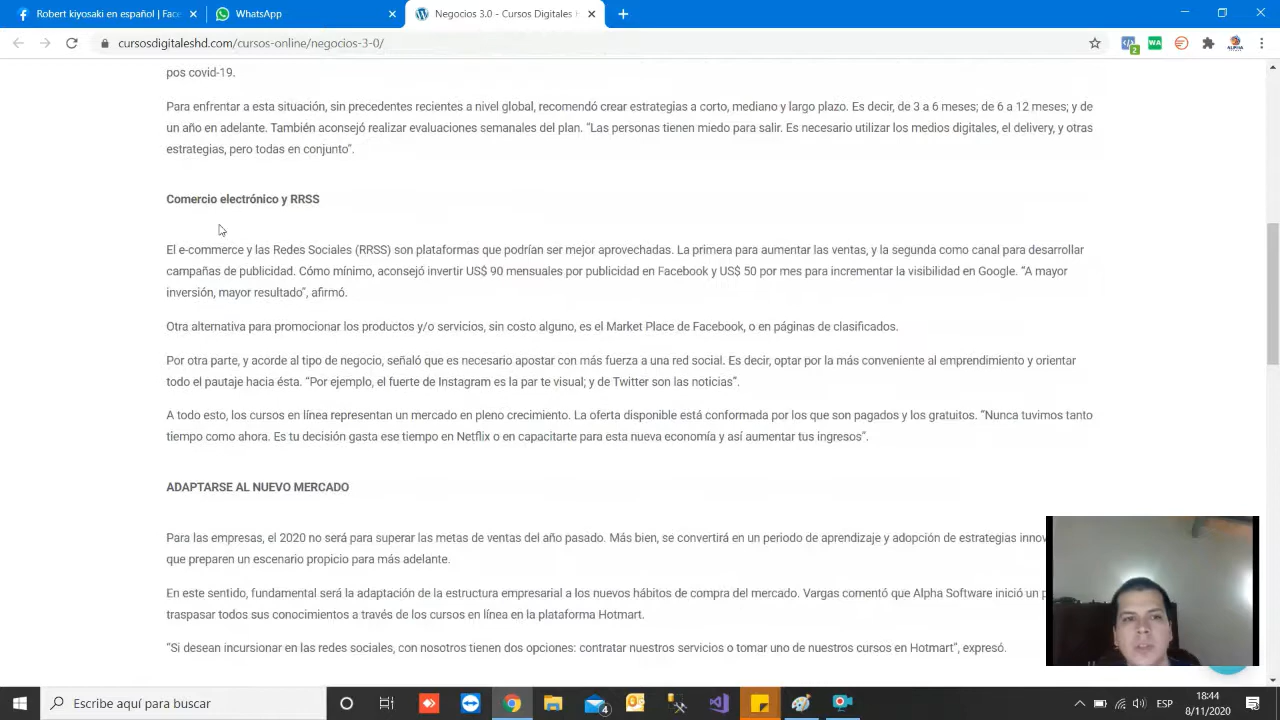 Robert kiyosaki en español | Fac
WhatsApp
Negocios 3.0 - Cursos Digitales H
cursosdigitaleshd.com/cursos-online/negocios-3-0/
2
WA
pos covid-19.
Para enfrentar a esta situación, sin precedentes recientes a nivel global, recomendó crear estrategias a corto, mediano y largo plazo. Es decir, de 3 a 6 meses; de 6 a 12 meses; y de
un año en adelante. También aconsejó realizar evaluaciones semanales del plan. “Las personas tienen miedo para salir. Es necesario utilizar los medios digitales, el delivery, y otras
estrategias, pero todas en conjunto”.
Comercio electrónico y RRSS
El e-commerce y las Redes Sociales (RRSS) son plataformas que podrían ser mejor aprovechadas. La primera para aumentar las ventas, y la segunda como canal para desarrollar
campañas de publicidad. Cómo mínimo, aconsejó invertir US$ 90 mensuales por publicidad en Facebook y US$ 50 por mes para incrementar la visibilidad en Google. “A mayor
inversión, mayor resultado”, afirmó.
Otra alternativa para promocionar los productos y/o servicios, sin costo alguno, es el Market Place de Facebook, o en páginas de clasificados.
Por otra parte, y acorde al tipo de negocio, señaló que es necesario apostar con más fuerza a una red social. Es decir, optar por la más conveniente al emprendimiento y orientar
todo el pautaje hacia ésta. “Por ejemplo, el fuerte de Instagram es la par te visual; y de Twitter son las noticias”.
A todo esto, los cursos en línea representan un mercado en pleno crecimiento. La oferta disponible está conformada por los que son pagados y los gratuitos. “Nunca tuvimos tanto
tiempo como ahora. Es tu decisión gasta ese tiempo en Netflix o en capacitarte para esta nueva economía y así aumentar tus ingresos”.
ADAPTARSE AL NUEVO MERCADO
Para las empresas, el 2020 no será para superar las metas de ventas del año pasado. Más bien, se convertirá en un periodo de aprendizaje y adopción de estrategias innov
que preparen un escenario propicio para más adelante.
En este sentido, fundamental será la adaptación de la estructura empresarial a los nuevos hábitos de compra del mercado. Vargas comentó que Alpha Software inició un p
traspasar todos sus conocimientos a través de los cursos en línea en la plataforma Hotmart.
“Si desean incursionar en las redes sociales, con nosotros tienen dos opciones: contratar nuestros servicios o tomar uno de nuestros cursos en Hotmart”, expresó.
Escribe aquí para buscar
4
ESP
18:44
8/11/2020